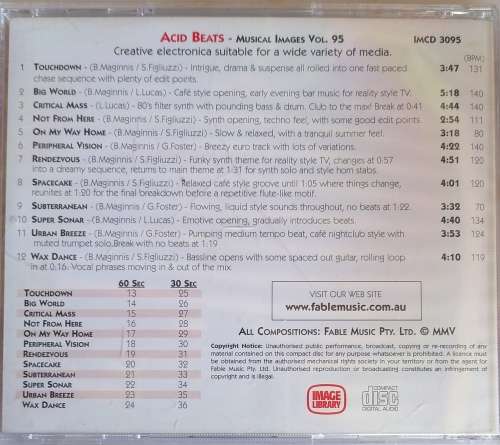 ACID BEATS - MUSICAL IMAGES VOL. 95 IMCD 3095
Creative electronica suitable for a wide variety of media. (BPM)
1 TOUCHDOWN - (B.Maginnis / S.Figliuzzi) - Intrigue, drama & suspense all rolled into one fast paced 3:47 131
chase sequence with plenty of edit points.
2 BIG WORLD - (B.Maginnis / L.Lucas) - Café style opening, early evening bar music for reality style TV. 5:18 140
3 CRITICAL MASS - (L.Lucas) - 80's filter synth with pounding bass & drum. Club to the max! Break at 0:41 4:44 140
4 NOT FROM HERE - (B.Maginnis / S.Figliuzzi) - Synth opening, techno feel, with some good edit points 2:54 111
5 ON MY WAY HOME - (B.Maginnis / S.Figliuzzi) - Slow & relaxed, with a tranquil summer feel. 3:18 80
6 PERIPHERAL VISION - (B.Maginnis / G.Foster) - Breezy euro track with lots of variations. 4:22 140
7 RENDEZVOUS - (B.Maginnis / S.Figliuzzi) - Funky synth theme for reality style TV, changes at 0:57 4:51 120
into a dreamy sequence, returns to main theme at 1:31 for synth solo and style horn stabs.
8 SPACECAKE - (B.Maginnis / S.Figliuzzi) - Relaxed café style groove until 1:05 where things change, 4:01 120
reunites at 1:20 for the final breakdown before a repetitive flute-like motif.
9 SUBTERRANEAN - (B.Maginnis / G.Foster) - Flowing, liquid style sounds throughout, no beats at 1:22. 3:32 70
10 SUPER SONAR - (B.Maginnis / L.Lucas) - Emotive opening, gradually introduces beats. 4:40 134
11 URBAN BREEZE - (B.Maginnis / G.Foster) - Pumping medium tempo beat, café nightclub style with 3:53 124
muted trumpet solo.Break with no beats at 1:19
12 WAX DANCE - (B.Maginnis / S.Figliuzzi) - Bassline opens with some spaced out guitar, rolling loop 4:10 119
in at 0:16. Vocal phrases moving in & out of the mix.
60 SEC 30 SEC
TOUCHDOWN 13 25
BIG WORLD 14 26
CRITICAL MASS 15 27
NOT FROM HERE 16 28
ON MY WAY HOME 17 29
PERIPHERAL VISION 18 30
RENDEZVOUS 19 31
SPACECAKE 20 32
SUBTERRANEAN 21 33
SUPER SONAR 22 34
URBAN BREEZE 23 35
WAX DANCE 24 36
VISIT OUR WEB SITE
www.fablemusic.com.au
ALL COMPOSITIONS: FABLE MUSIC PTY. LTD. © MMV
Copyright Notice: Unauthorised public performance, broadcast, copying or re-recording of any
material contained on this compact disc for any purpose whatsoever is prohibited. A licence must be
obtained from the authorised mechanical rights society in your territory or from the agent for
Fable Music Pty. Ltd. Unauthorised reproduction or broadcasting constitutes an infringement of
copyright and is illegal.
IMAGE
LIBRARY
COMPACT
disc
DIGITAL AUDIO